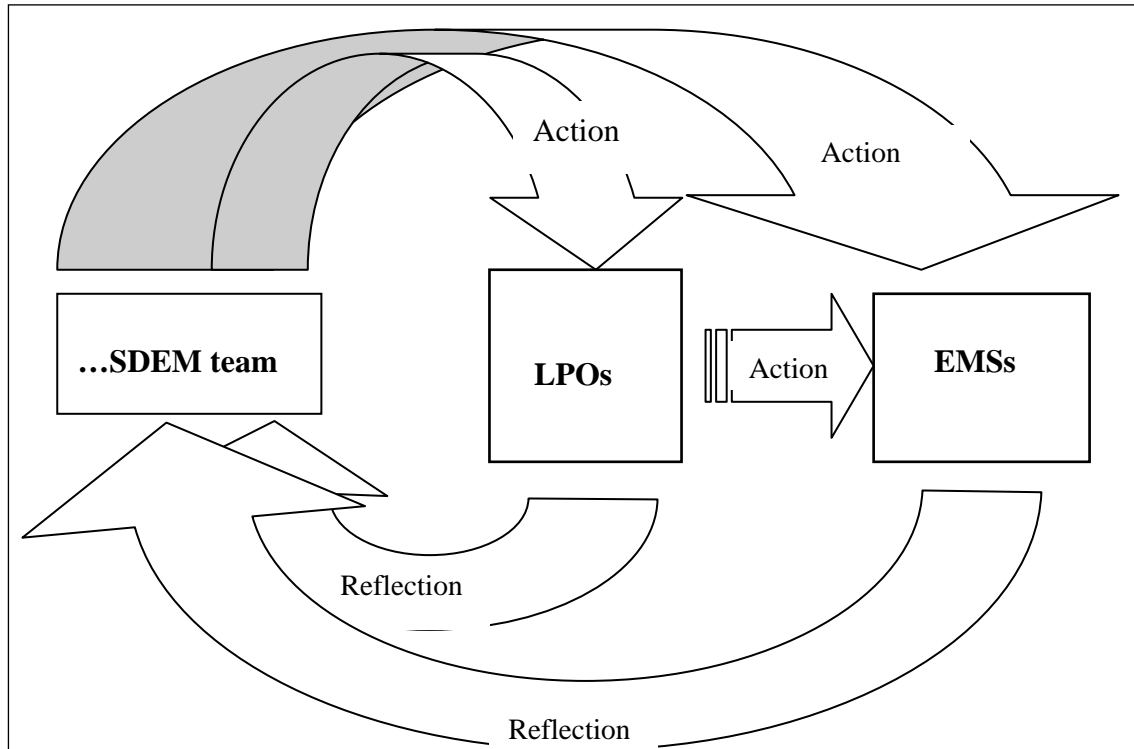 Action
Action
…SDEM team
LPOs
Action
EMSs
Reflection
Reflection